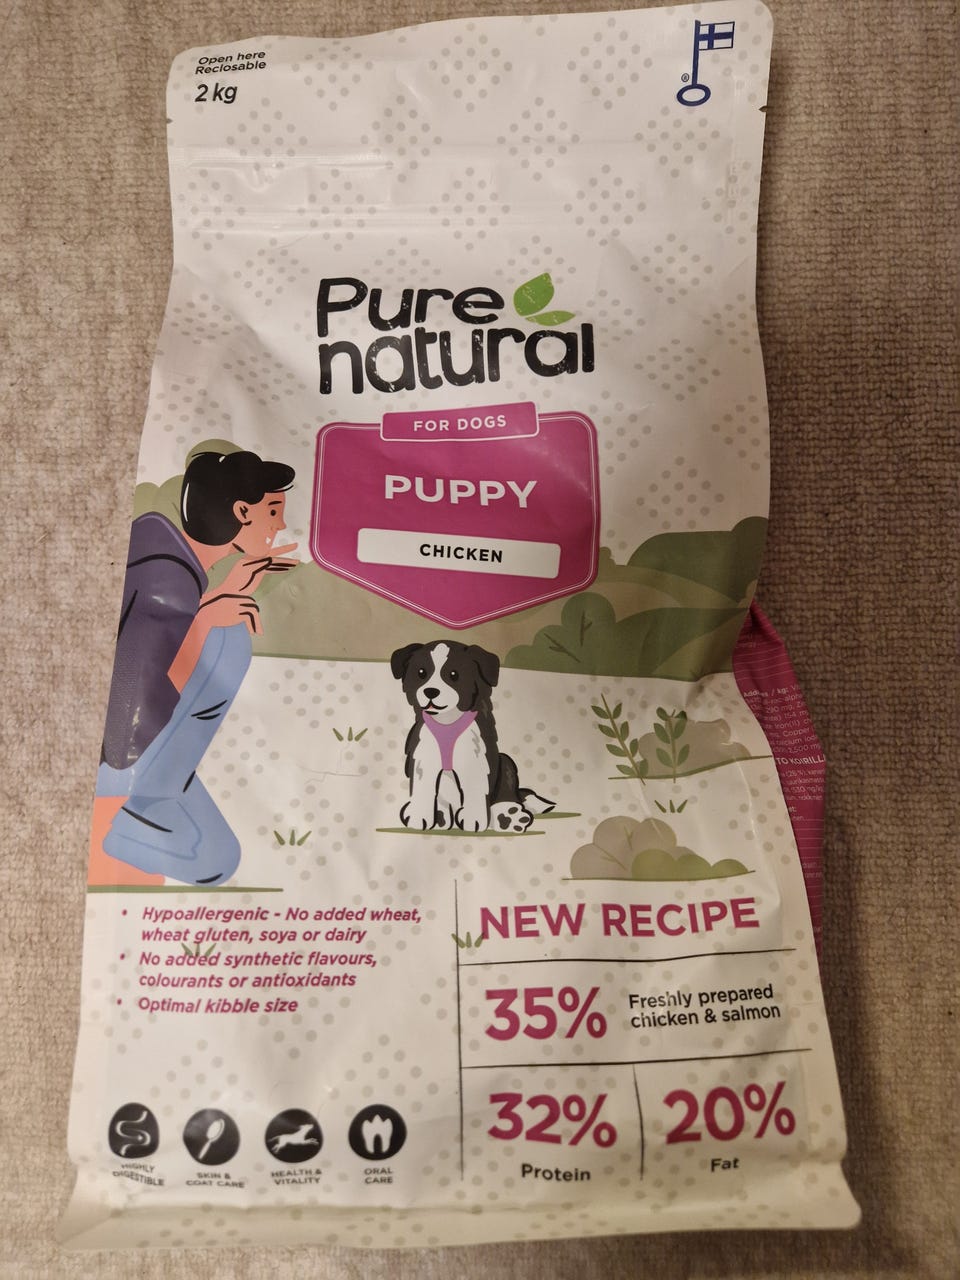 Open here
Reclosable
2 kg
®
Pure
natural
FOR DOGS
PUPPY
CHICKEN
• Hypoallergenic - No added wheat,
wheat gluten, soya or dairy
• No added synthetic flavours,
colourants or antioxidants
• Optimal kibble size
NEW RECIPE
35% Freshly prepared
chicken & salmon
32%
Protein
20%
Fat
HIGHLY
DIGESTIBLE
SKIN &
COAT CARE
HEALTH &
VITALITY
ORAL
CARE